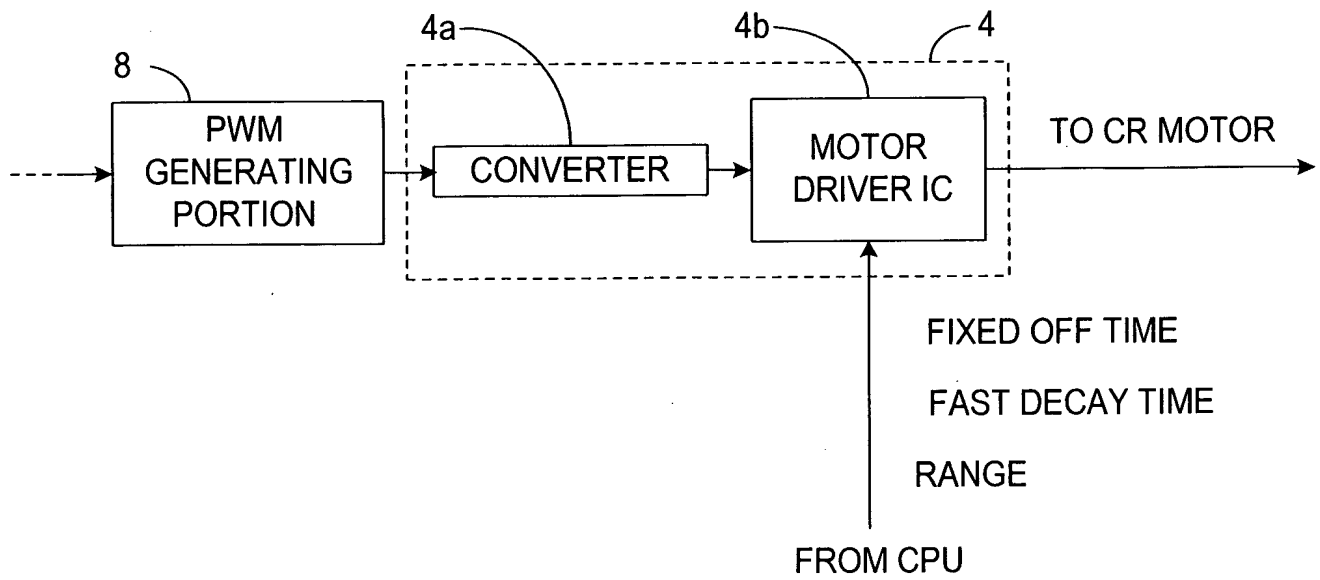 8
4a
4b
4
PWM
GENERATING
PORTION
CONVERTER
MOTOR
DRIVER IC
TO CR MOTOR
FIXED OFF TIME
FAST DECAY TIME
RANGE
FROM CPU